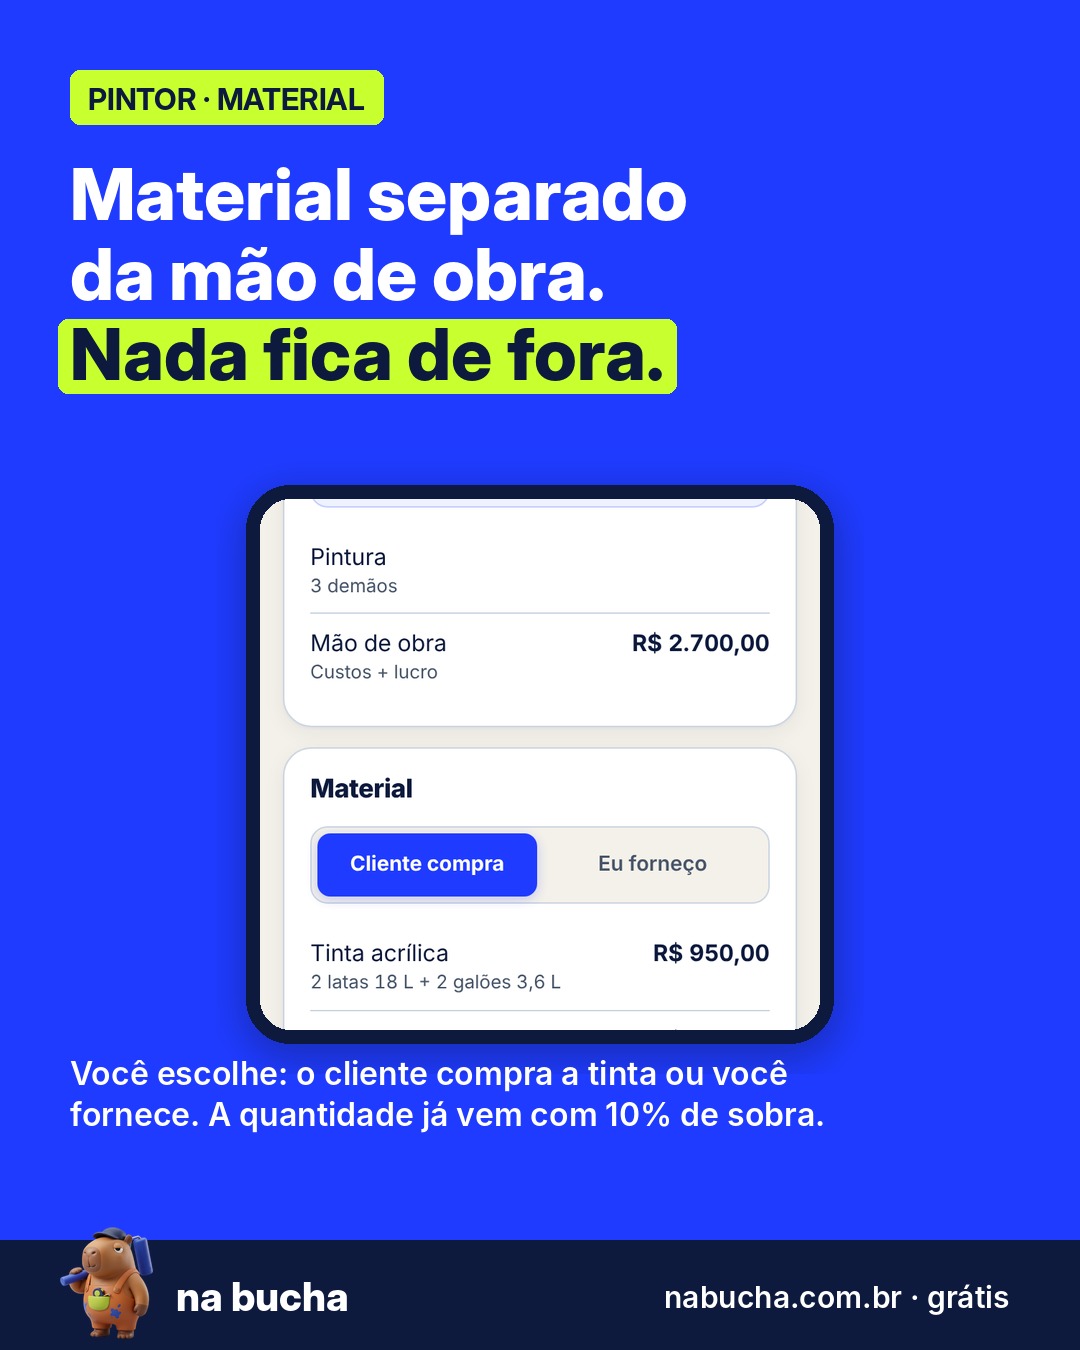 PINTOR · MATERIAL
Material separado
da mão de obra.
Nada fica de fora.
Pintura
3 demãos
Mão de obra R$ 2.700,00
Custos + lucro
Material
Cliente compra Eu forneço
Tinta acrílica R$ 950,00
2 latas 18 L + 2 galões 3,6 L
Você escolhe: o cliente compra a tinta ou você
fornece. A quantidade já vem com 10% de sobra.
na bucha nabucha.com.br · grátis